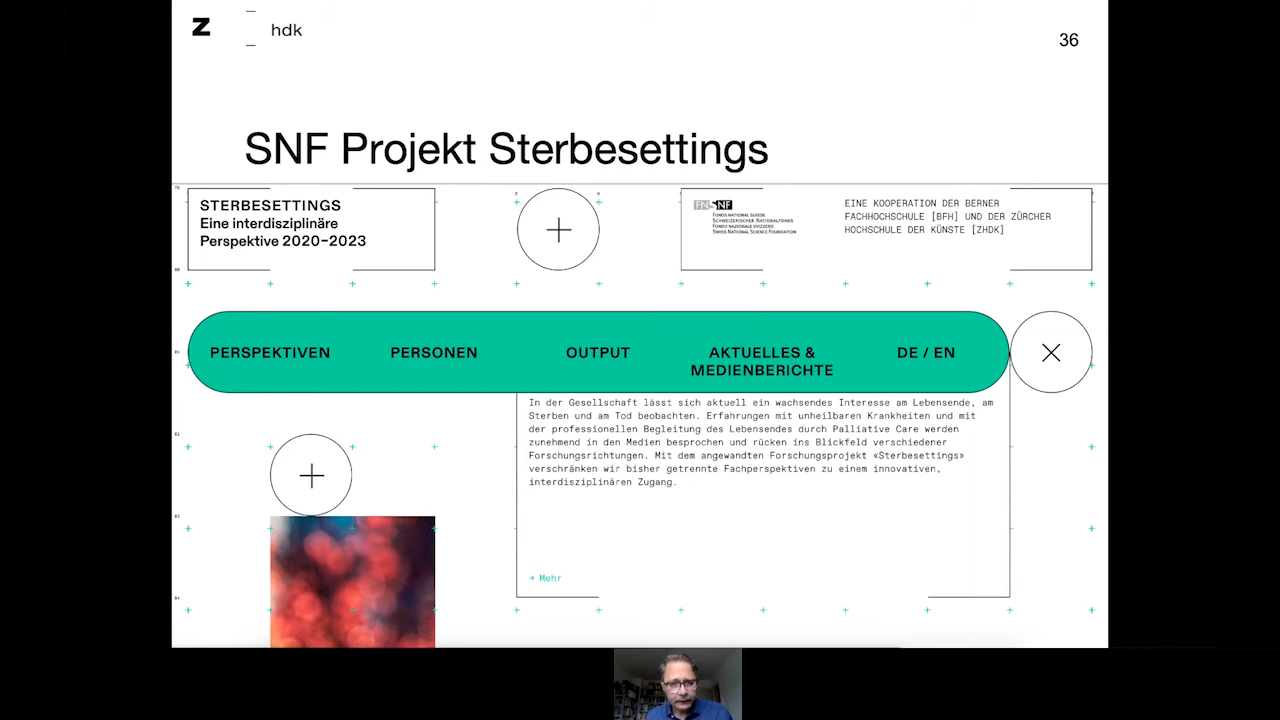 Z
hdk
36
SNF Projekt Sterbesettings
STERBESETTINGS
Eine interdisziplinäre
Perspektive 2020–2023
FNSNF
FONDS NATIONAL SUISSE
SCHWEIZERISCHER NATIONALFONDS
FONDO NAZIONALE SVIZZERO
SWISS NATIONAL SCIENCE FOUNDATION
EINE KOOPERATION DER BERNER
FACHHOCHSCHULE [BFH] UND DER ZÜRCHER
HOCHSCHULE DER KÜNSTE [ZHDK]
PERSPEKTIVEN
PERSONEN
OUTPUT
AKTUELLES &
MEDIENBERICHTE
DE / EN
In der Gesellschaft lässt sich aktuell ein wachsendes Interesse am Lebensende, am
Sterben und am Tod beobachten. Erfahrungen mit unheilbaren Krankheiten und mit
der professionellen Begleitung des Lebensendes durch Palliative Care werden
zunehmend in den Medien besprochen und rücken ins Blickfeld verschiedener
Forschungsrichtungen. Mit dem angewandten Forschungsprojekt «Sterbesettings»
verschränken wir bisher getrennte Fachperspektiven zu einem innovativen,
interdisziplinären Zugang.
→ Mehr